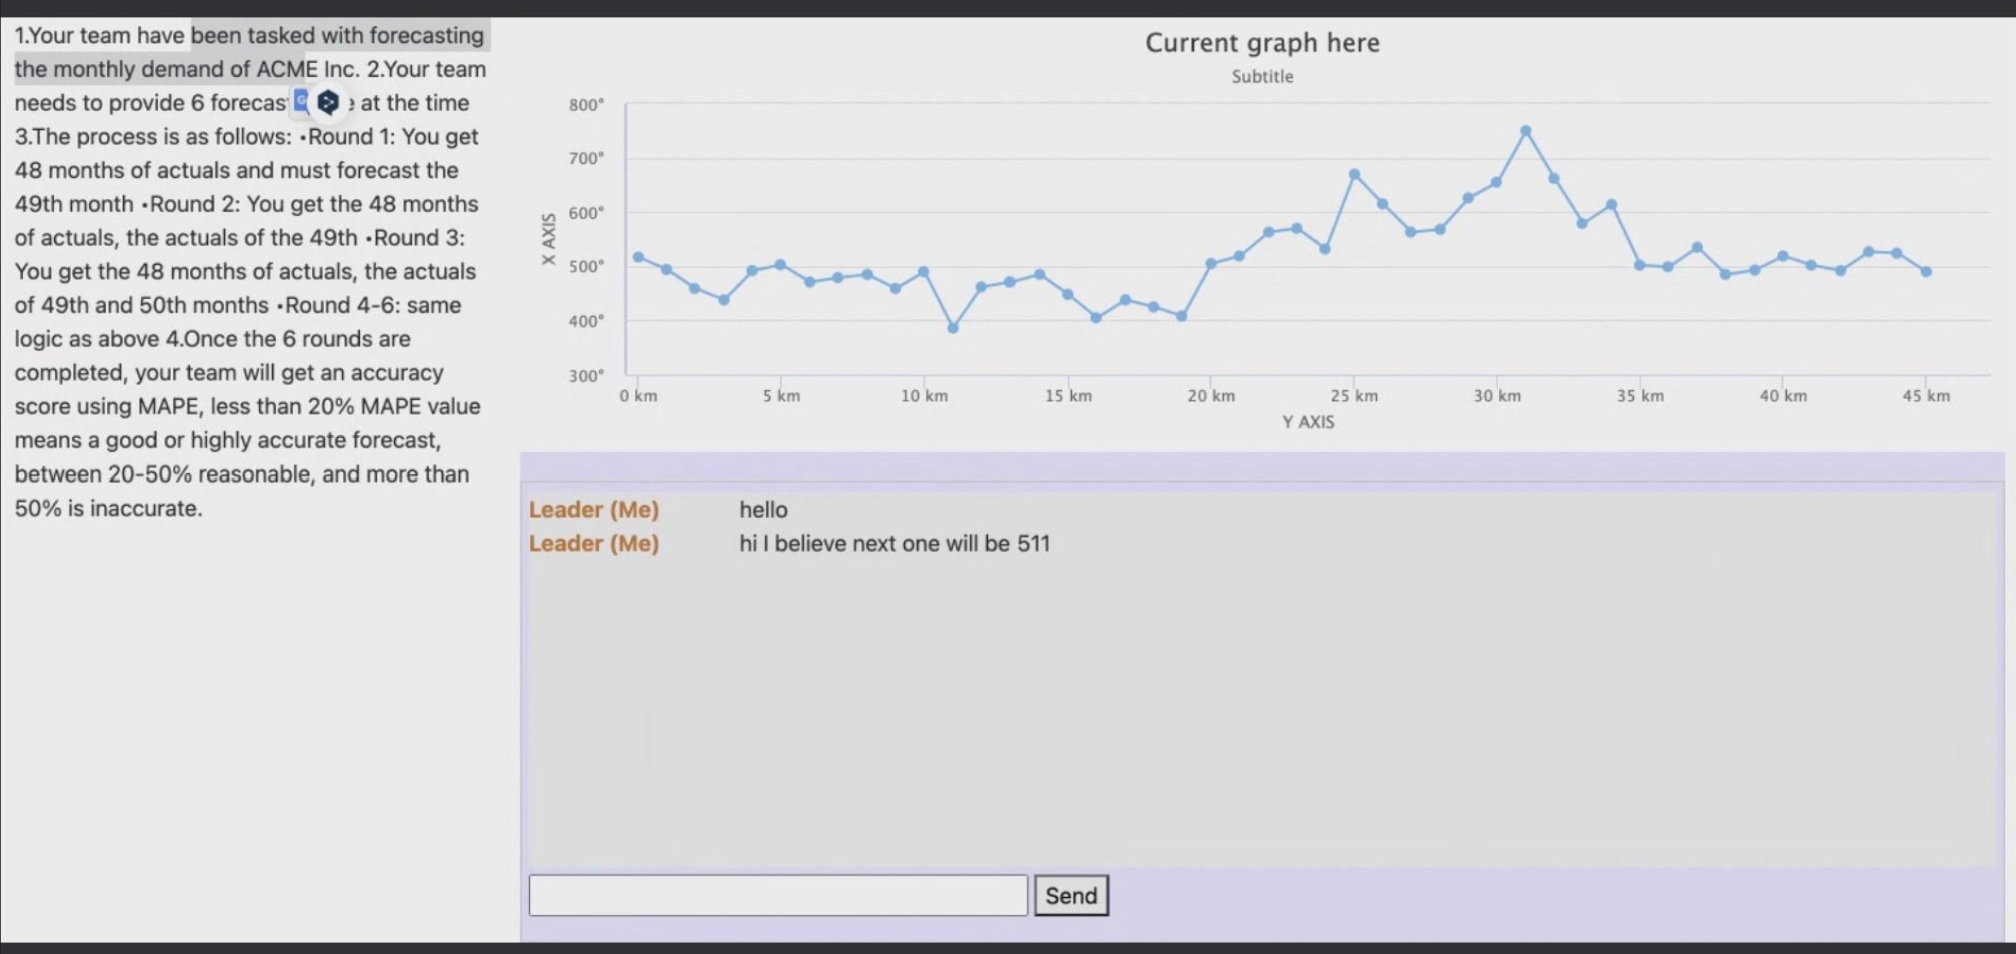 1.Your team have been tasked with forecasting
the monthly demand of ACME Inc. 2.Your team
needs to provide 6 forecas at the time
3.The process is as follows: •Round 1: You get
48 months of actuals and must forecast the
49th month •Round 2: You get the 48 months
of actuals, the actuals of the 49th •Round 3:
You get the 48 months of actuals, the actuals
of 49th and 50th months •Round 4-6: same
logic as above 4.Once the 6 rounds are
completed, your team will get an accuracy
score using MAPE, less than 20% MAPE value
means a good or highly accurate forecast,
between 20-50% reasonable, and more than
50% is inaccurate.
Current graph here
Subtitle
800°
700°
600°
500°
400°
300°
X AXIS
0 km 5 km 10 km 15 km 20 km 25 km 30 km 35 km 40 km 45 km
Y AXIS
Leader (Me) hello
Leader (Me) hi I believe next one will be 511
Send